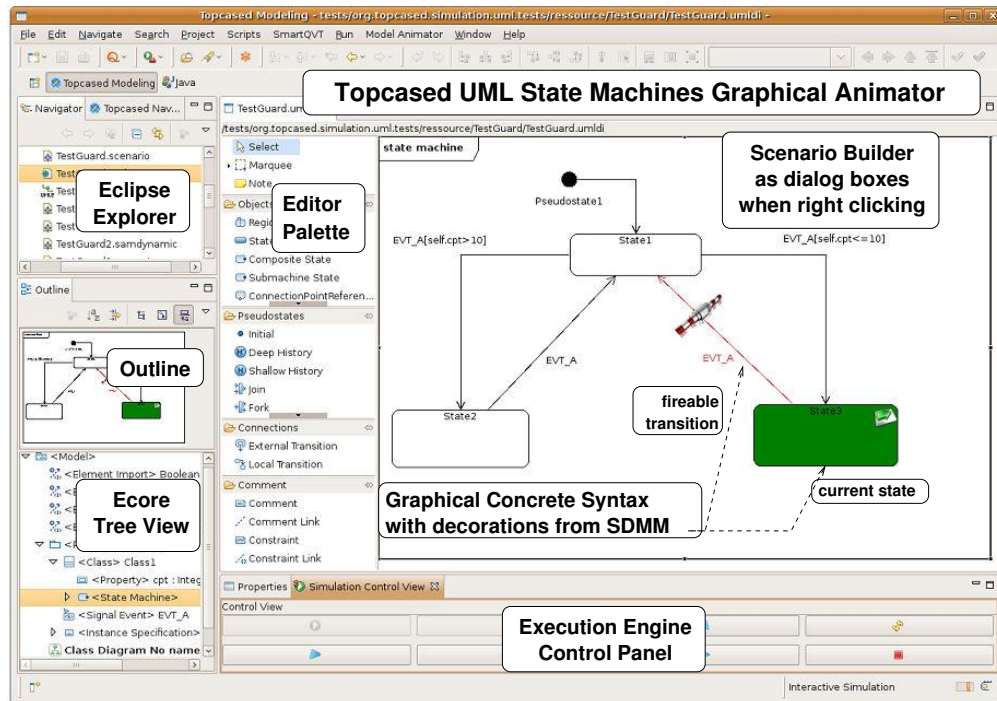 Topcased Modeling - tests/org.topcased.simulation.uml.tests/ressource/TestGuard/TestGuard.umldi -
File Edit Navigate Search Project Scripts SmartQVT Run Model Animator Window Help
Topcased Modeling Java
Topcased UML State Machines Graphical Animator
Navigator Topcased Nav...
TestGuard.um
/tests/org.topcased.simulation.uml.tests/ressource/TestGuard/TestGuard.umldi
TestGuard.scenario
Test
Test
Test
Test
TestGuard2.samdynamic
Eclipse
Explorer
Outline
Outline
<Model>
<Element Import> Boolean
Ecore
Tree View
<Class> Class1
<Property> cpt : Integ
<State Machine>
<Signal Event> EVT_A
<Instance Specification>
Class Diagram No name
Select
Marquee
Note
Objects
Regio
State
Composite State
Submachine State
ConnectionPointReferen...
Editor
Palette
Pseudostates
Initial
Deep History
Shallow History
Join
Fork
Connections
External Transition
Local Transition
Comment
Comment
Comment Link
Constraint
Constraint Link
state machine
Pseudostate1
Scenario Builder
as dialog boxes
when right clicking
EVT_A[self.cpt>10]
State1
EVT_A[self.cpt<=10]
EVT_A
EVT_A
fireable
transition
State2
State3
current state
Graphical Concrete Syntax
with decorations from SDMM
Properties Simulation Control View
Control View
Execution Engine
Control Panel
Interactive Simulation